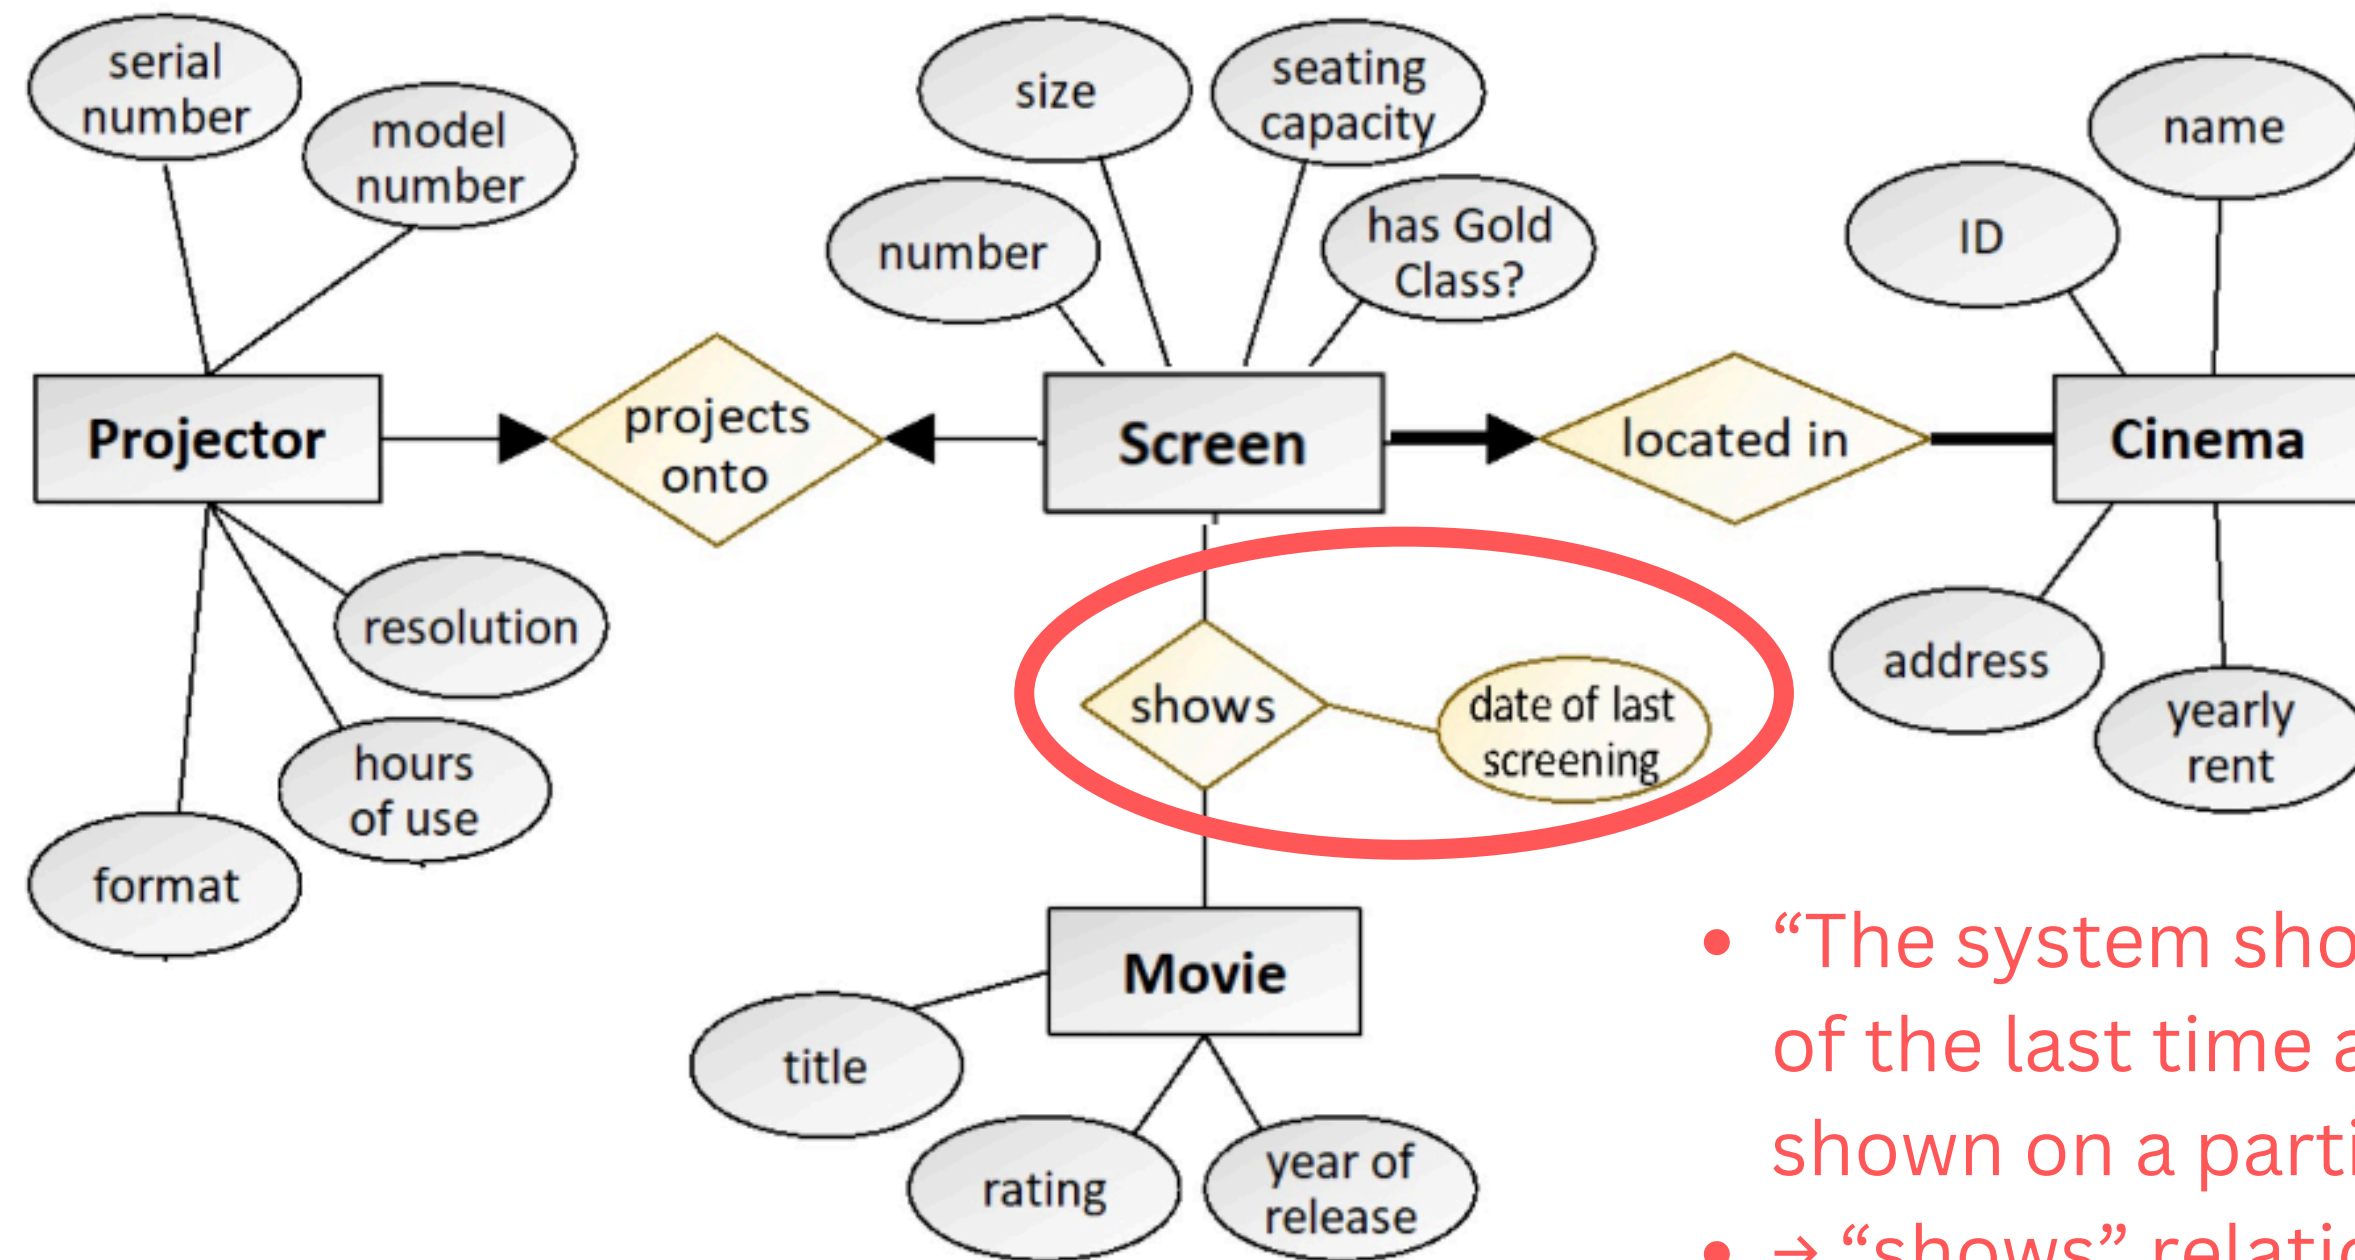 serial
number
model
number
size
seating
capacity
number
has Gold
Class?
name
ID
Projector
projects
onto
Screen
located in
Cinema
resolution
hours
of use
format
shows
date of last
screening
address
yearly
rent
Movie
title
rating
year of
release
• “The system
of the last time
shown on a
• → “shows”